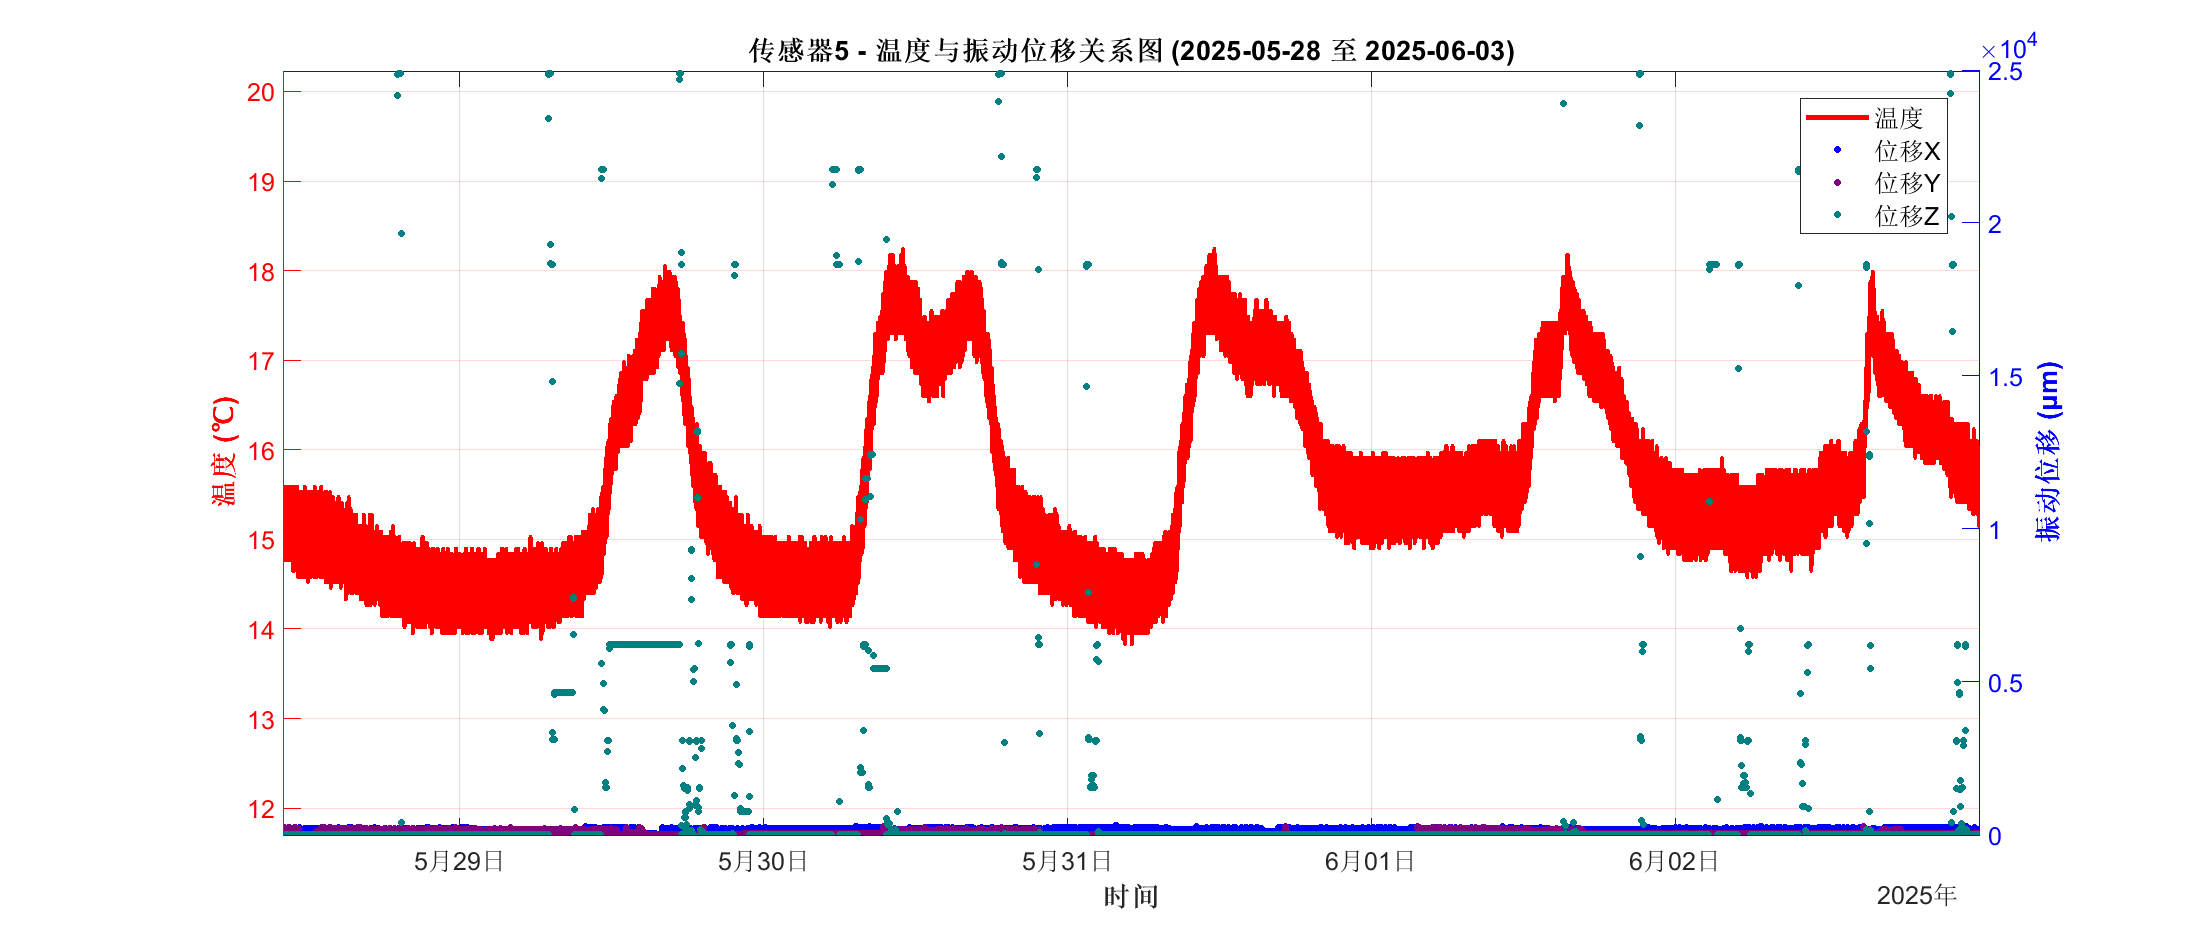 传感器5 - 温度与振动位移关系图 (2025-05-28 至 2025-06-03)
×10⁴
20
19
18
17
16
15
14
13
12
温度 (℃)
2.5
2
1.5
1
0.5
0
振动位移 (μm)
温度
位移X
位移Y
位移Z
5月29日
5月30日
5月31日
6月01日
6月02日
时间
2025年